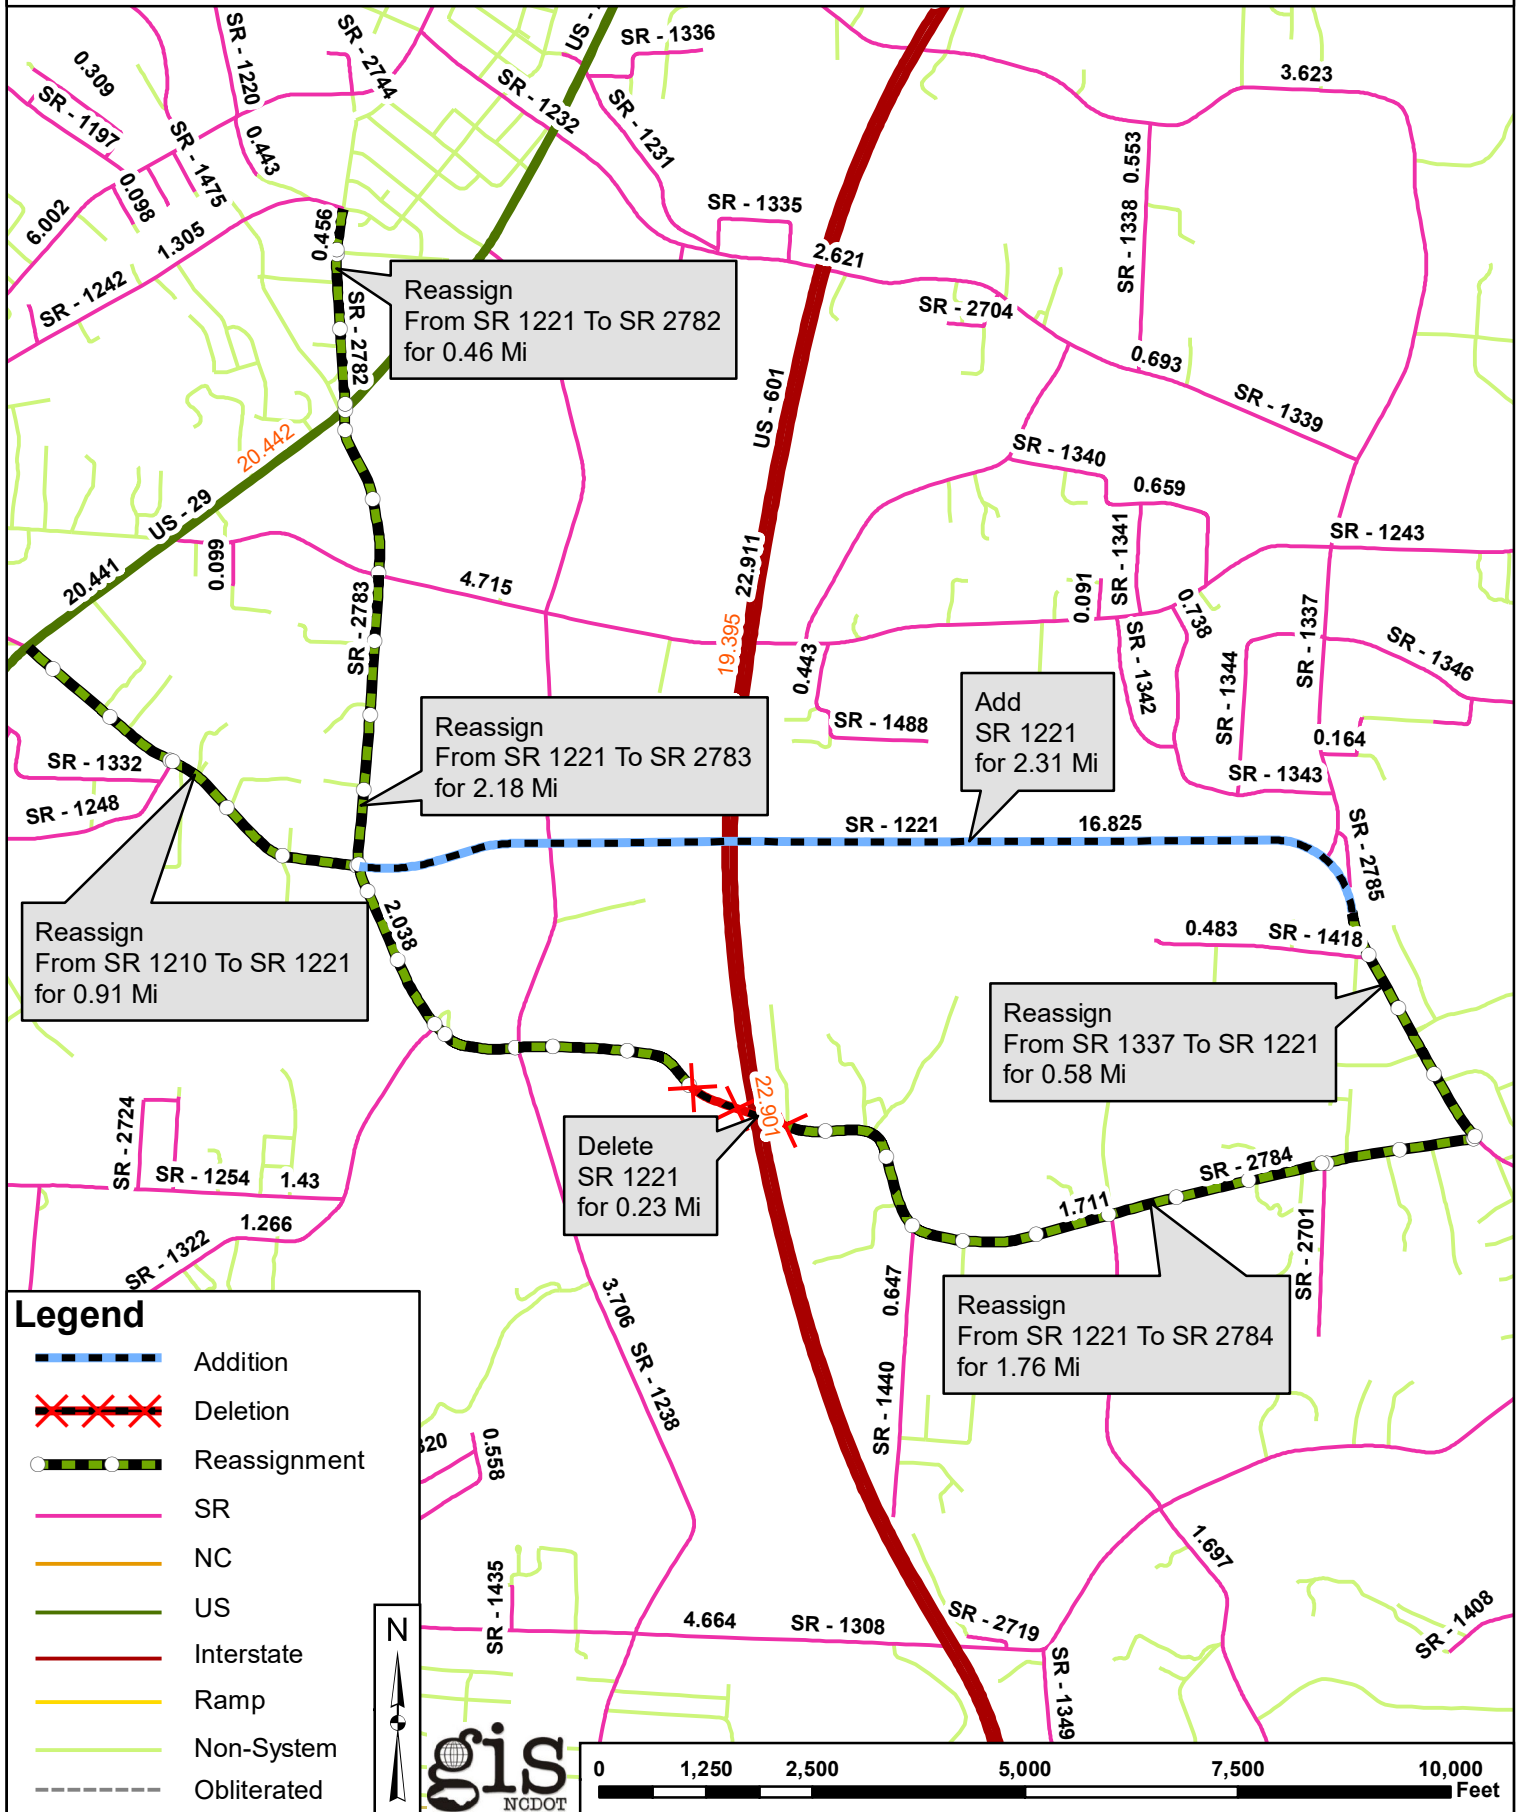 US -
SR - 1336
SR - 1220
SR - 2744
0.309
3.623
SR - 1197
SR - 1232
SR - 1231
0.443
SR - 1475
0.553
0.098
6.002
1.305
0.456
SR - 1335
SR - 1338
2.621
SR - 1242
SR - 2782
Reassign
From SR 1221 To SR 2782
for 0.46 Mi
SR - 2704
0.693
SR - 1339
US - 601
20.442
SR - 1340
0.659
US - 29
SR - 1341
SR - 1243
0.099
22.911
20.441
4.715
SR - 2783
0.091
0.738
SR - 1337
19.395
0.443
SR - 1342
SR - 1344
SR - 1346
Add
SR 1221
for 2.31 Mi
Reassign
From SR 1221 To SR 2783
for 2.18 Mi
SR - 1488
0.164
SR - 1332
SR - 1343
SR - 1248
SR - 1221
16.825
SR - 2785
2.038
Reassign
From SR 1210 To SR 1221
for 0.91 Mi
0.483
SR - 1418
Reassign
From SR 1337 To SR 1221
for 0.58 Mi
22.901
SR - 2724
Delete
SR 1221
for 0.23 Mi
SR - 1254
1.43
SR - 2784
1.711
1.266
SR - 1322
SR - 2701
0.647
Reassign
From SR 1221 To SR 2784
for 1.76 Mi
3.706
SR - 1238
SR - 1440
320
0.558
Legend
Addition
Deletion
Reassignment
SR
NC
US
Interstate
Ramp
Non-System
Obliterated
1.697
SR - 1435
4.664
SR - 1308
SR - 2719
SR - 1408
SR - 1349
N
gis
NCDOT
0 1,250 2,500 5,000 7,500 10,000
Feet